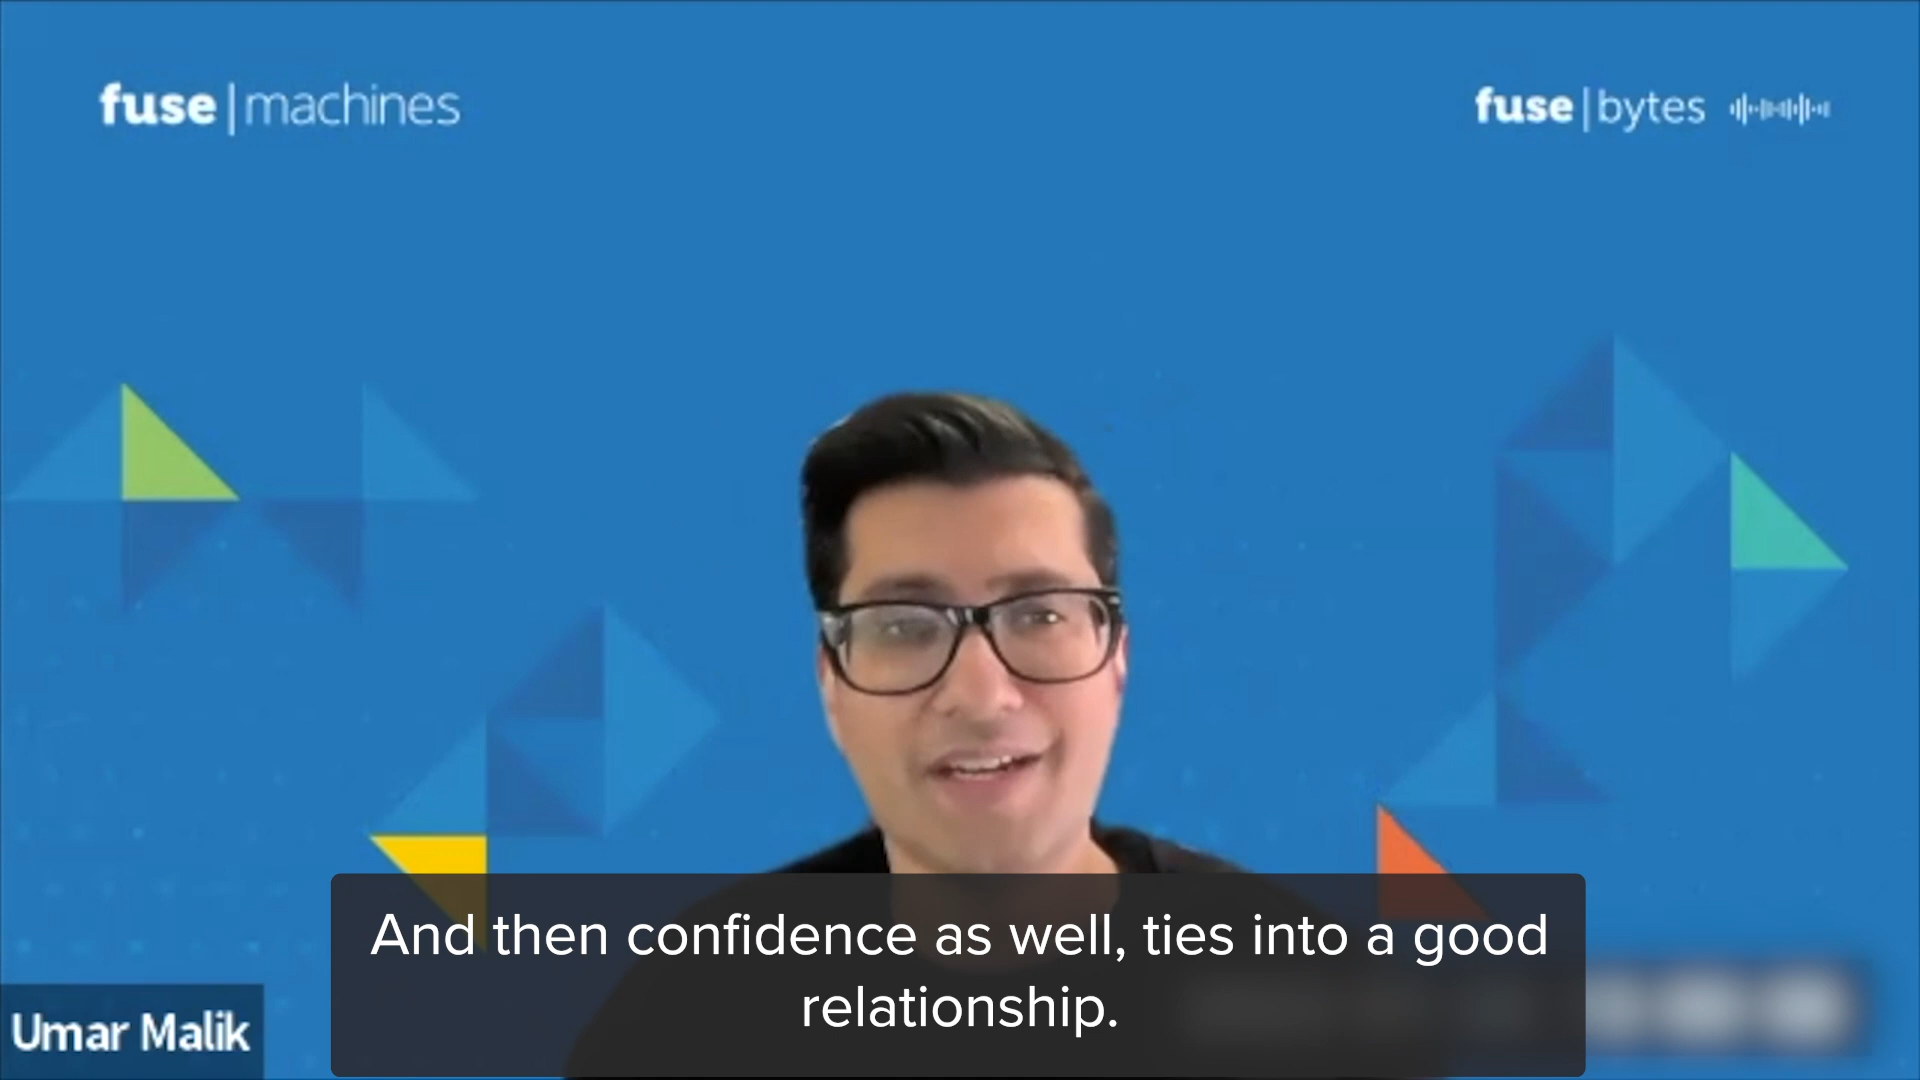 fuse|machines
fuse|bytes
And then confidence as well, ties into a good
relationship.
Umar Malik